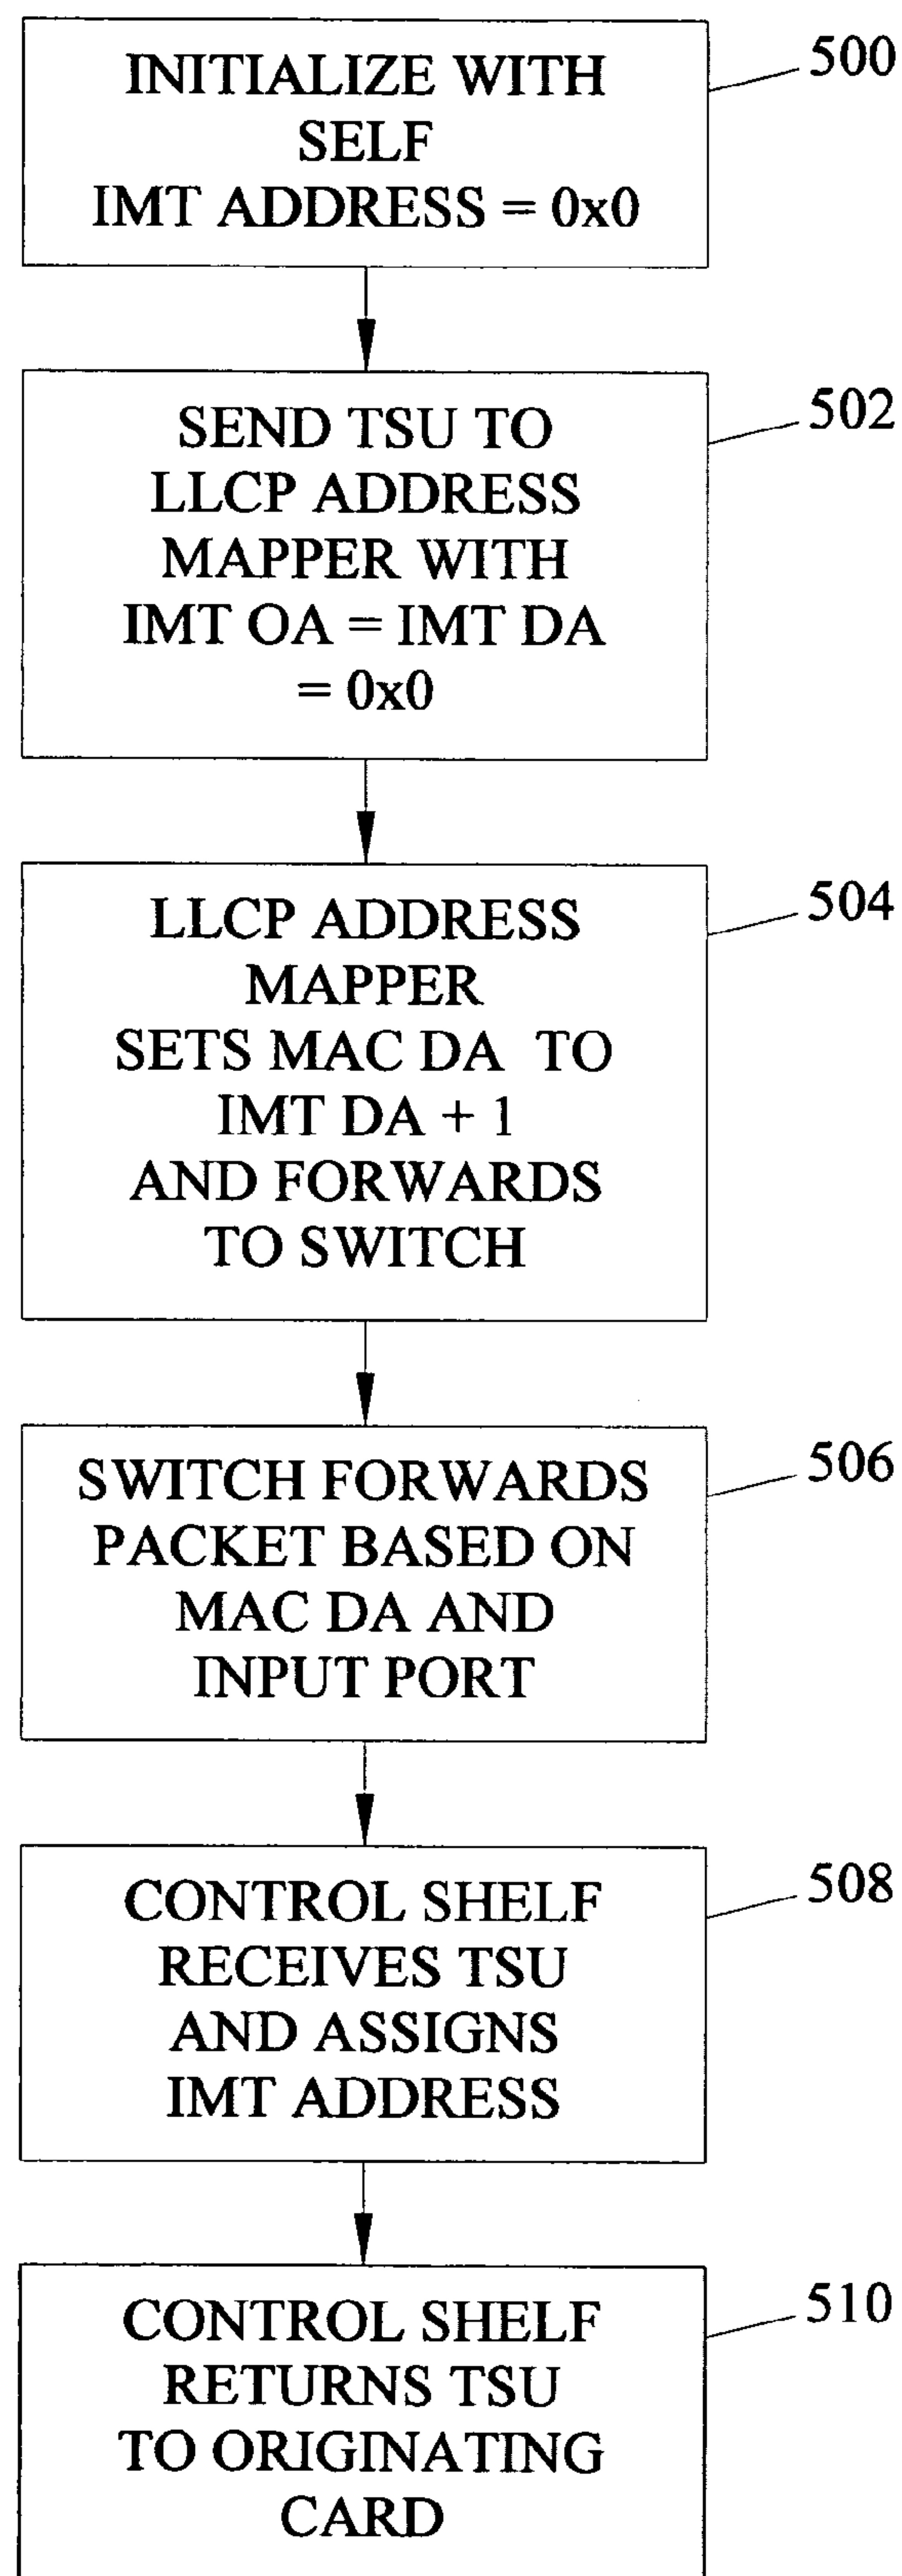 INITIALIZE WITH
SELF
IMT ADDRESS = 0x0
500
SEND TSU TO
LLCP ADDRESS
MAPPER WITH
IMT OA = IMT DA
= 0x0
502
LLCP ADDRESS
MAPPER
SETS MAC DA TO
IMT DA + 1
AND FORWARDS
TO SWITCH
504
SWITCH FORWARDS
PACKET BASED ON
MAC DA AND
INPUT PORT
506
CONTROL SHELF
RECEIVES TSU
AND ASSIGNS
IMT ADDRESS
508
CONTROL SHELF
RETURNS TSU
TO ORIGINATING
CARD
510